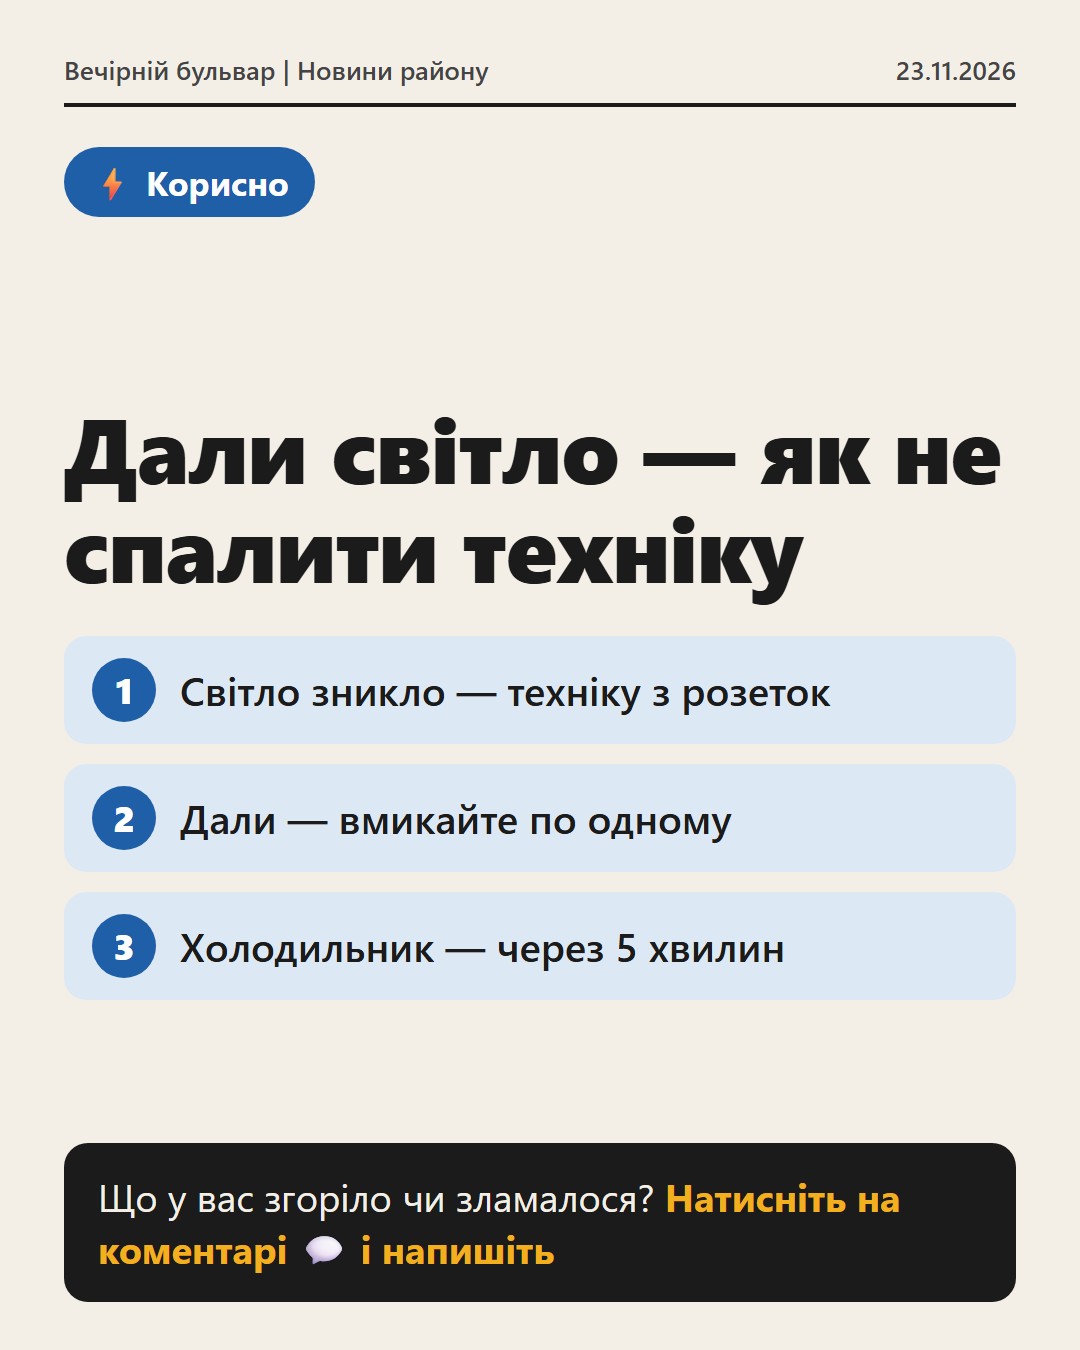 Вечірній бульвар | Новини району
23.11.2026
⚡ Корисно
Дали світло — як не
спалити техніку
1 Світло зникло — техніку з розеток
2 Дали — вмикайте по одному
3 Холодильник — через 5 хвилин
Що у вас згоріло чи зламалося? Натисніть на
коментарі 💬 і напишіть